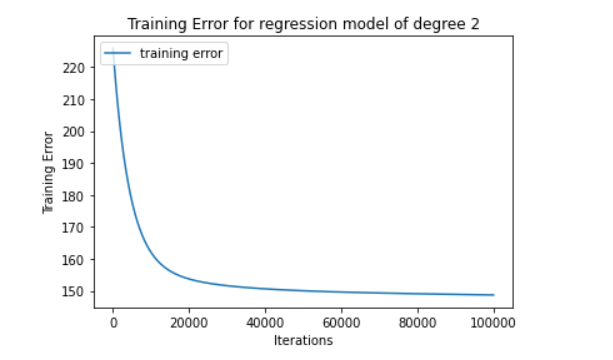 Training Error for regression model of degree 2
training error
220
210
200
190
180
170
160
150
Training Error
0 20000 40000 60000 80000 100000
Iterations